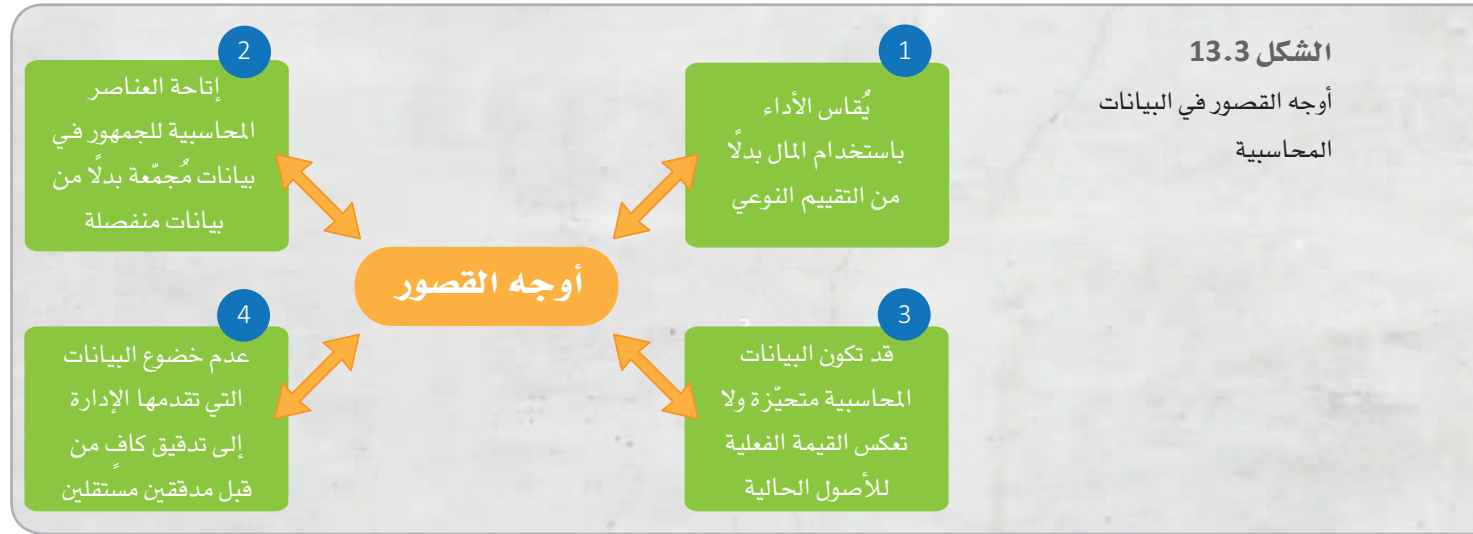 الشكل 13.3
أوجه القصور في البيانات
المحاسبية
1
يُقاس الأداء
باستخدام المال بدلًا
من التقييم النوعي
2
إتاحة العناصر
المحاسبية للجمهور في
بيانات مُجمّعة بدلًا من
بيانات منفصلة
أوجه القصور
3
3
قد تكون البيانات
المحاسبية متحيّزة ولا
تعكس القيمة الفعلية
للأصول الحالية
4
عدم خضوع البيانات
التي تقدمها الإدارة
إلى تدقيق كافٍ من
قبل مدققين مستقلين